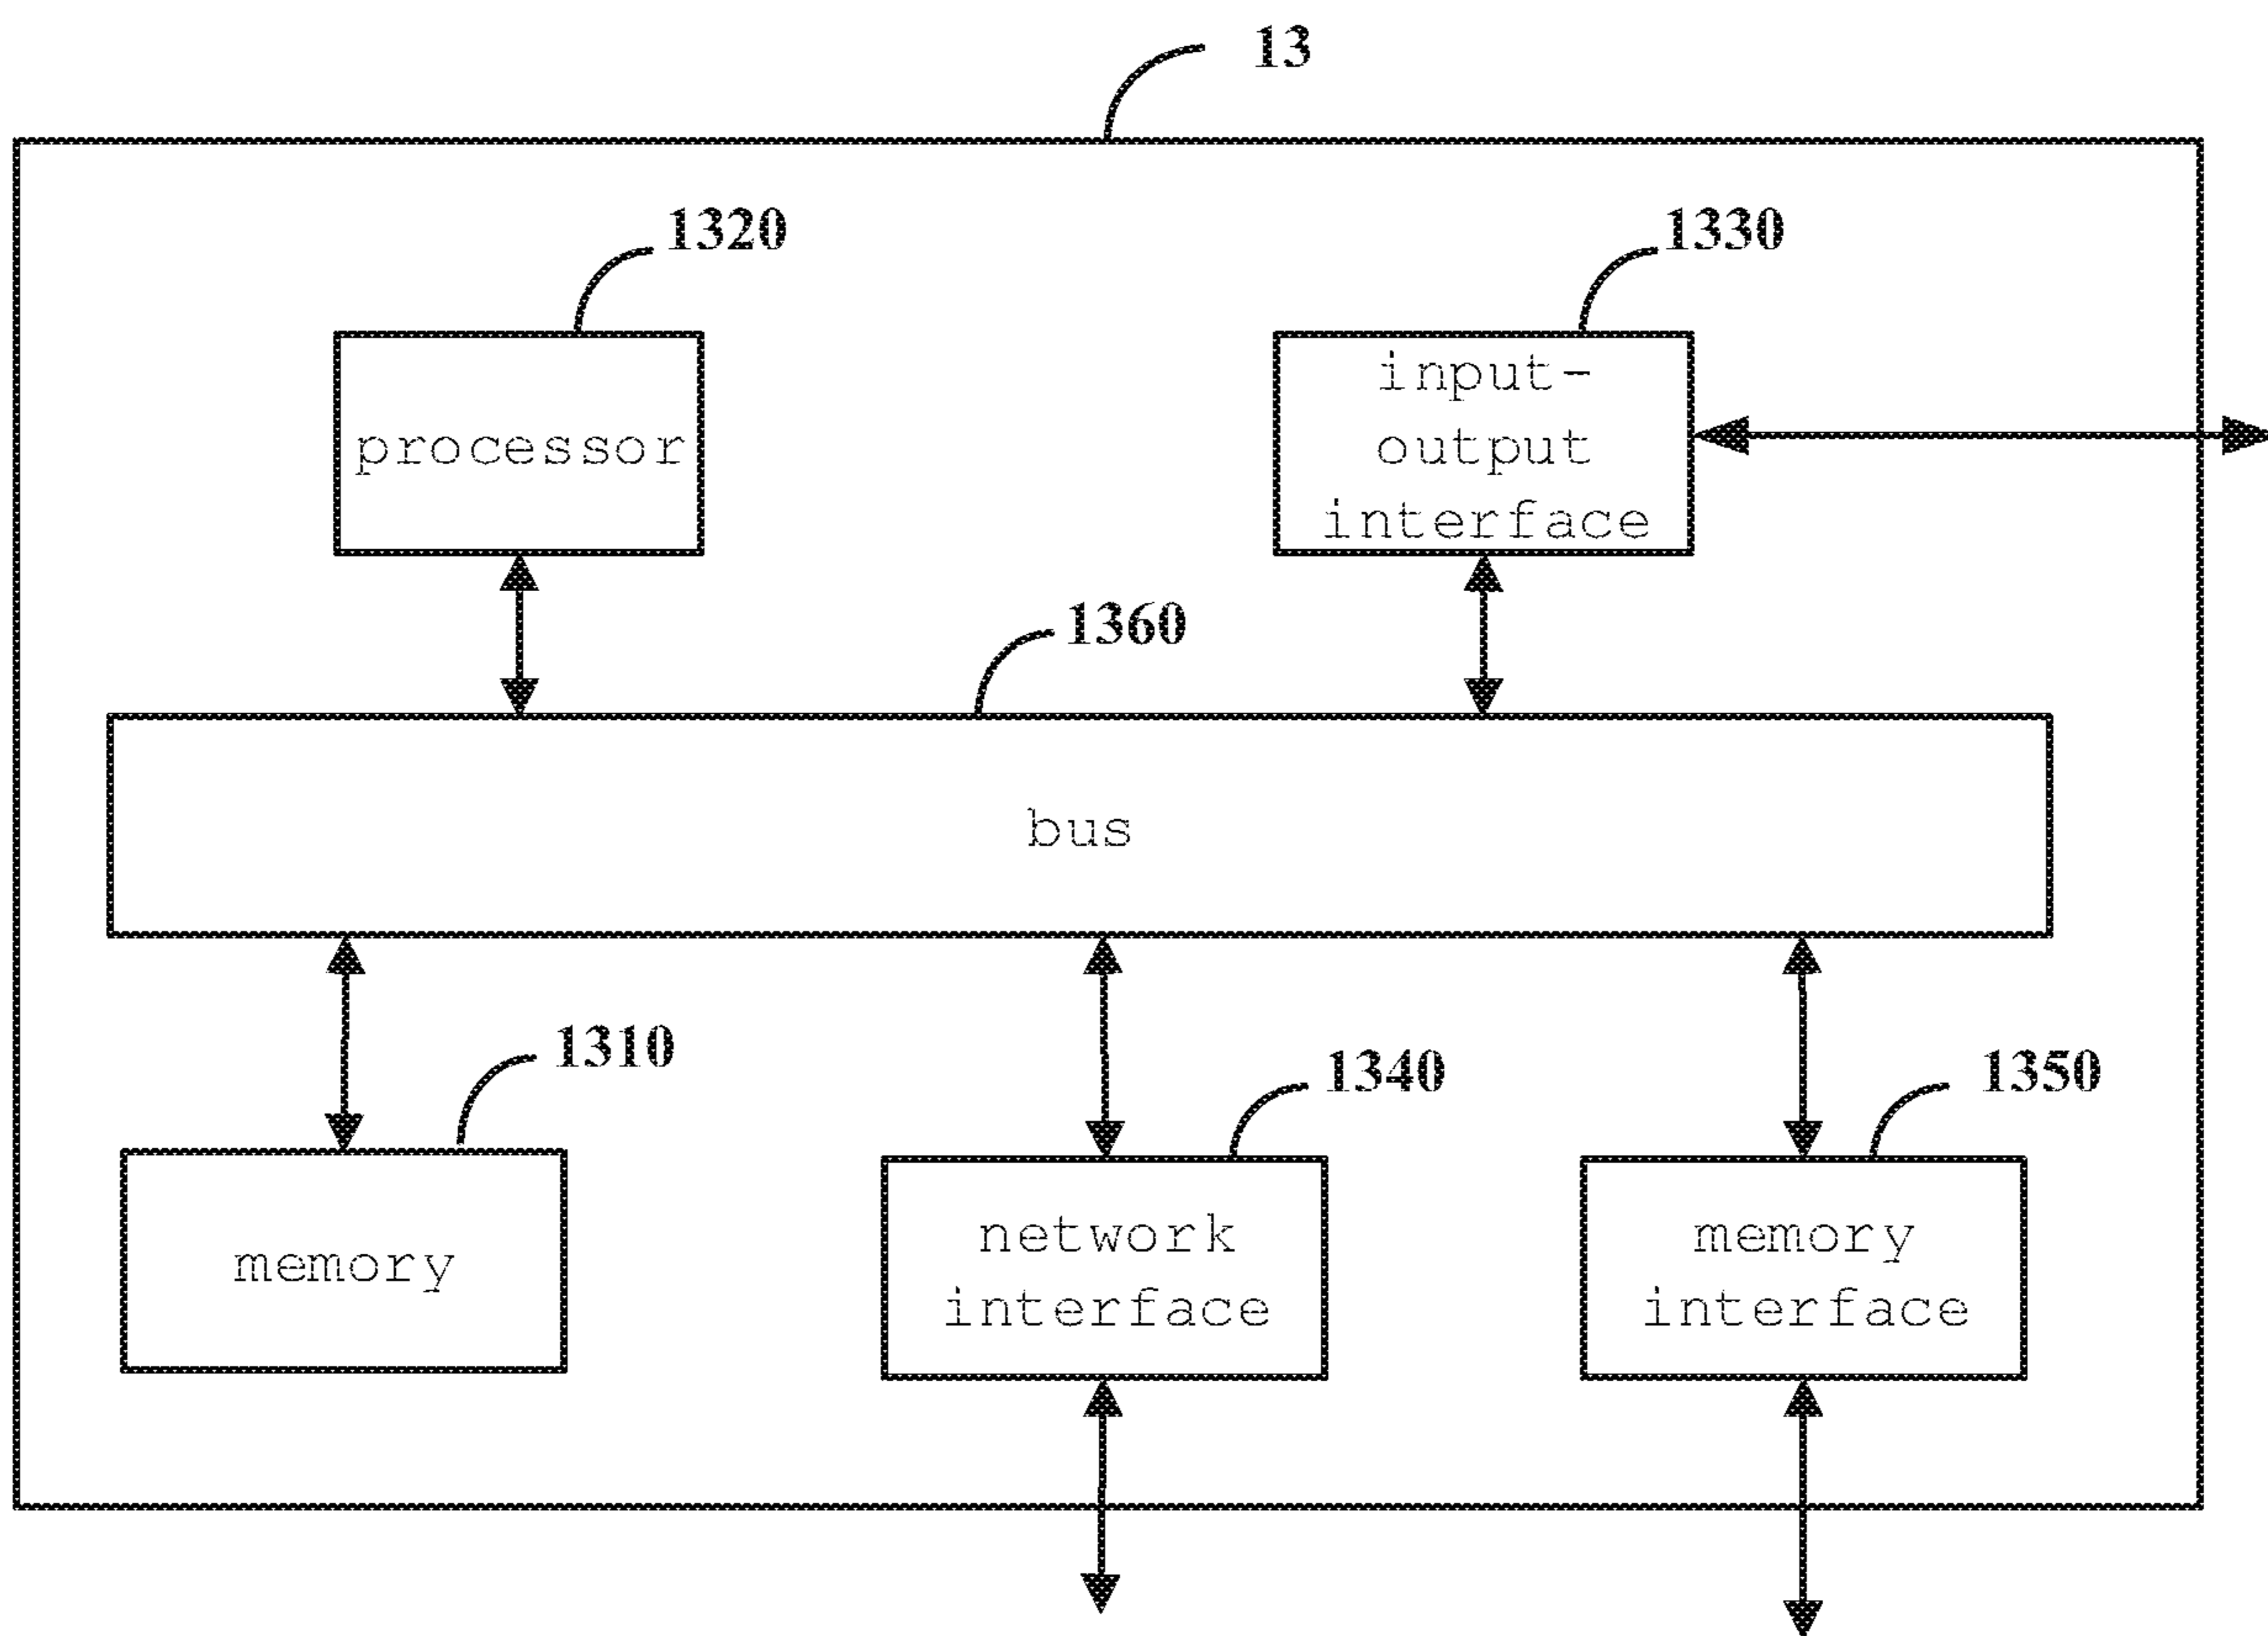 13
1320
1330
processor
input-
output
interface
1360
bus
1310
1340
1350
memory
network
interface
memory
interface